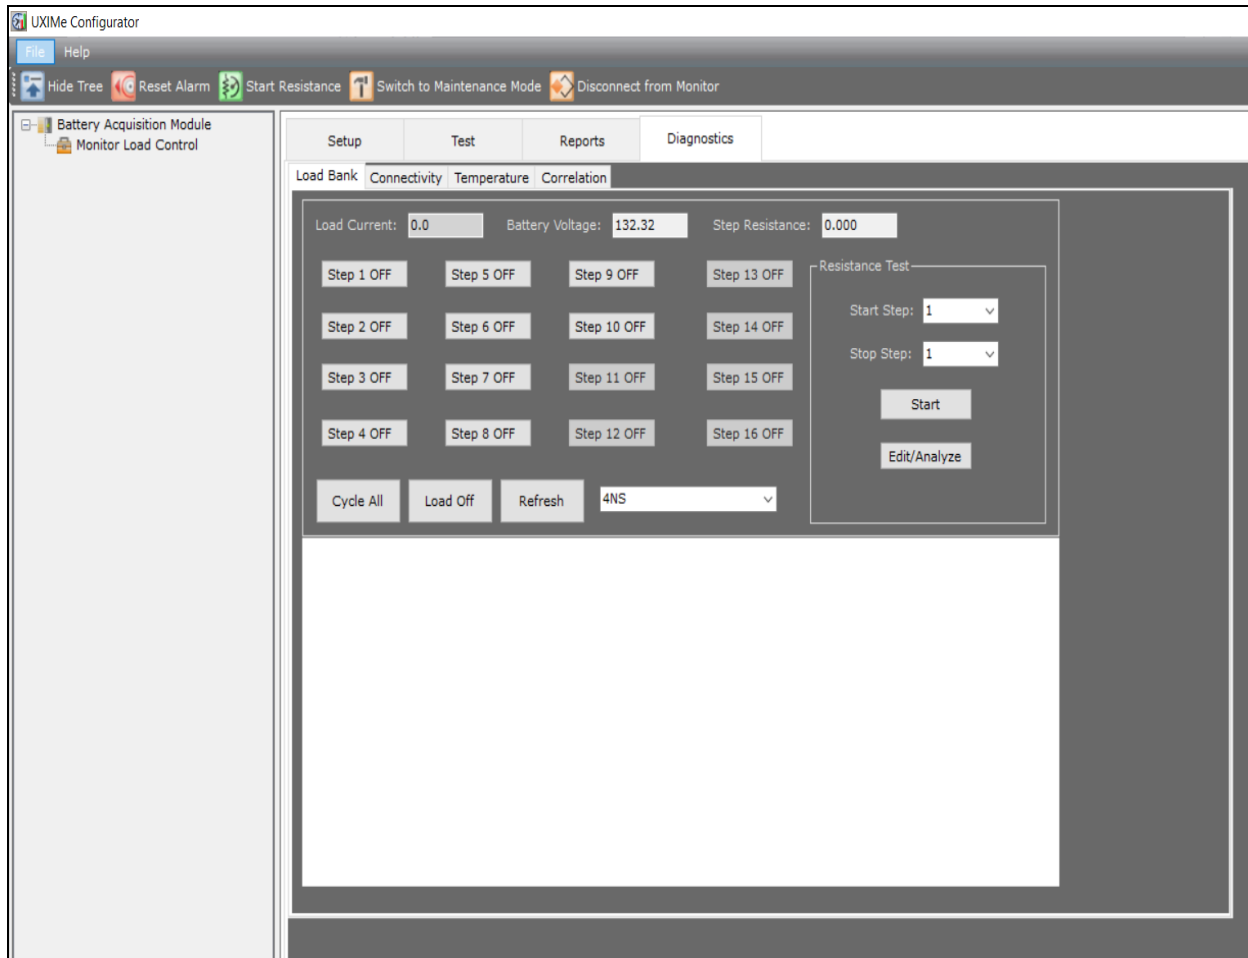 UXIMe Configurator
File Help
Hide Tree Reset Alarm Start Resistance Switch to Maintenance Mode Disconnect from Monitor
Battery Acquisition Module
Monitor Load Control
Setup Test Reports Diagnostics
Load Bank Connectivity Temperature Correlation
Load Current: 0.0 Battery Voltage: 132.32 Step Resistance: 0.000
Step 1 OFF Step 5 OFF Step 9 OFF Step 13 OFF
Step 2 OFF Step 6 OFF Step 10 OFF Step 14 OFF
Step 3 OFF Step 7 OFF Step 11 OFF Step 15 OFF
Step 4 OFF Step 8 OFF Step 12 OFF Step 16 OFF
Cycle All Load Off Refresh 4NS
Resistance Test
Start Step: 1
Stop Step: 1
Start
Edit/Analyze